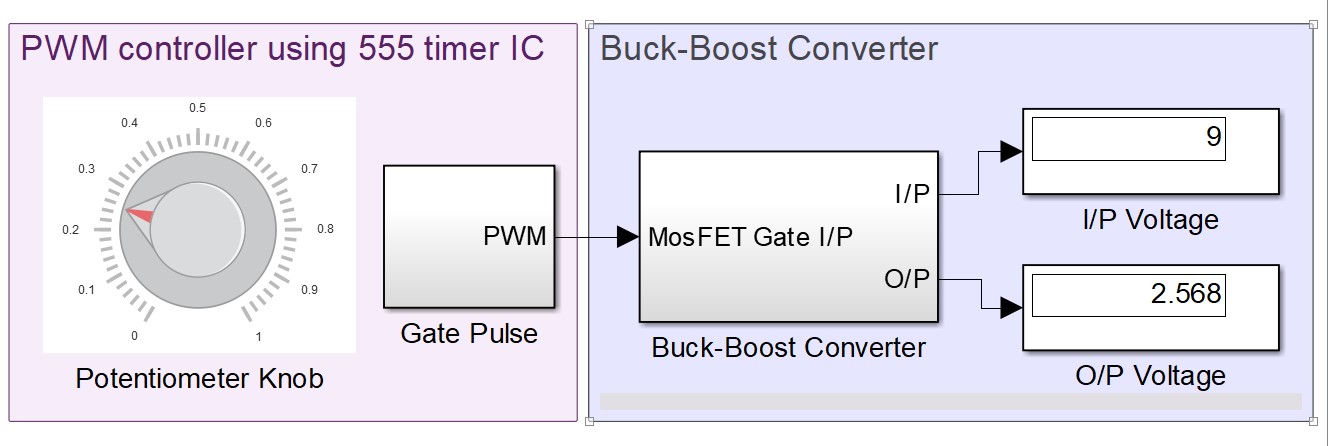 PWM controller using 555 timer IC
0.5
0.4
0.6
0.3
0.7
0.2
0.8
0.1
0.9
0
1
Potentiometer Knob
PWM
Gate Pulse
Buck-Boost Converter
MosFET Gate I/P
I/P
O/P
Buck-Boost Converter
9
I/P Voltage
2.568
O/P Voltage